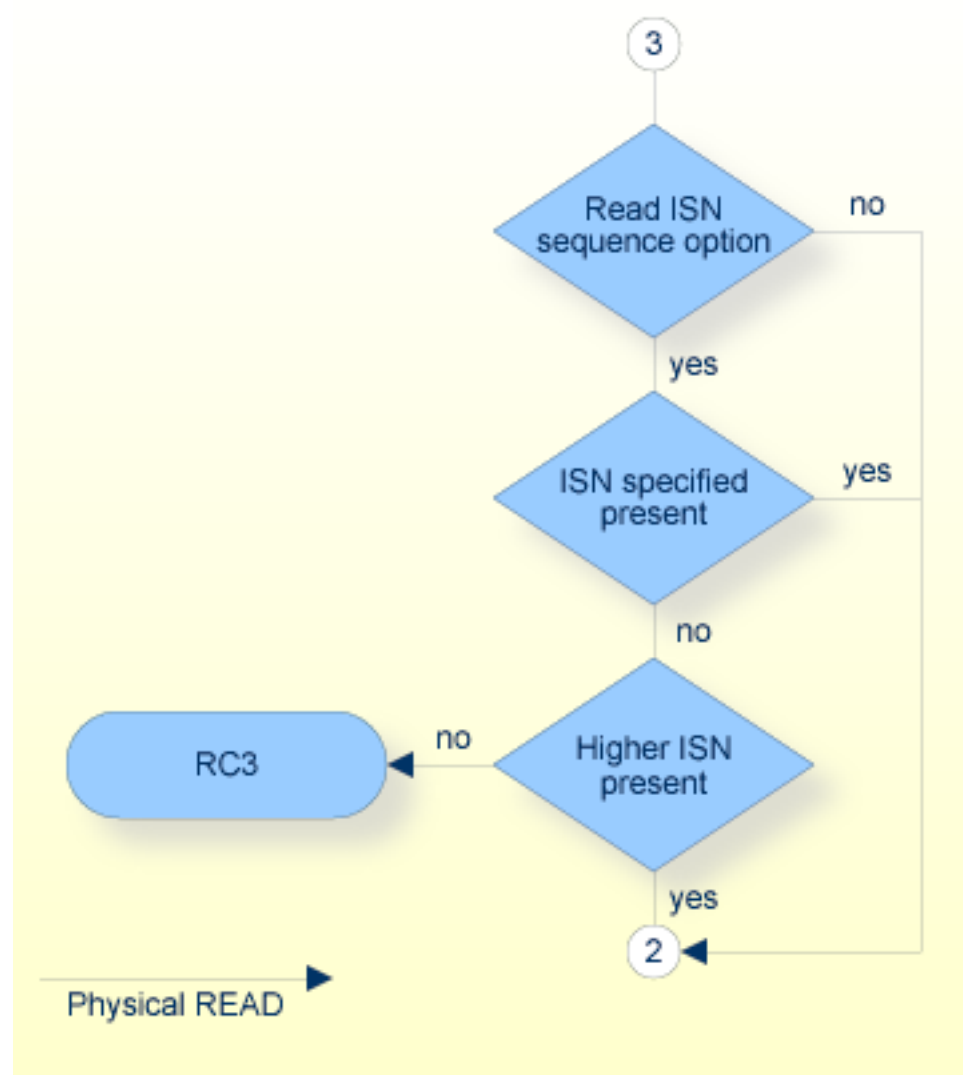 3
Read ISN
sequence option
no
yes
ISN specified
present
yes
no
Higher ISN
present
no
RC3
yes
2
Physical READ